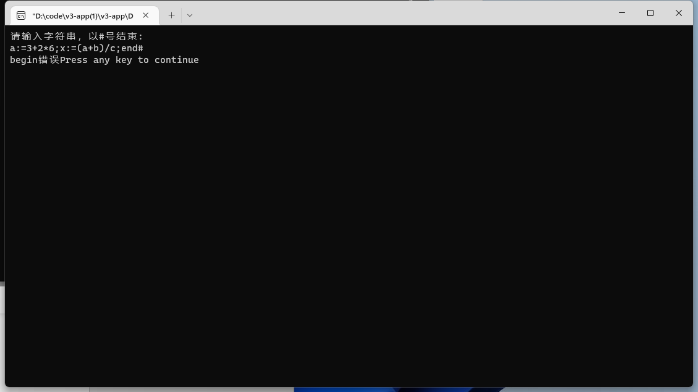 "D:\code\v3-app(1)\v3-app\D
请输入字符串, 以#号结束:
a:=3+2*6;x:=(a+b)/c;end#
begin错误Press any key to continue